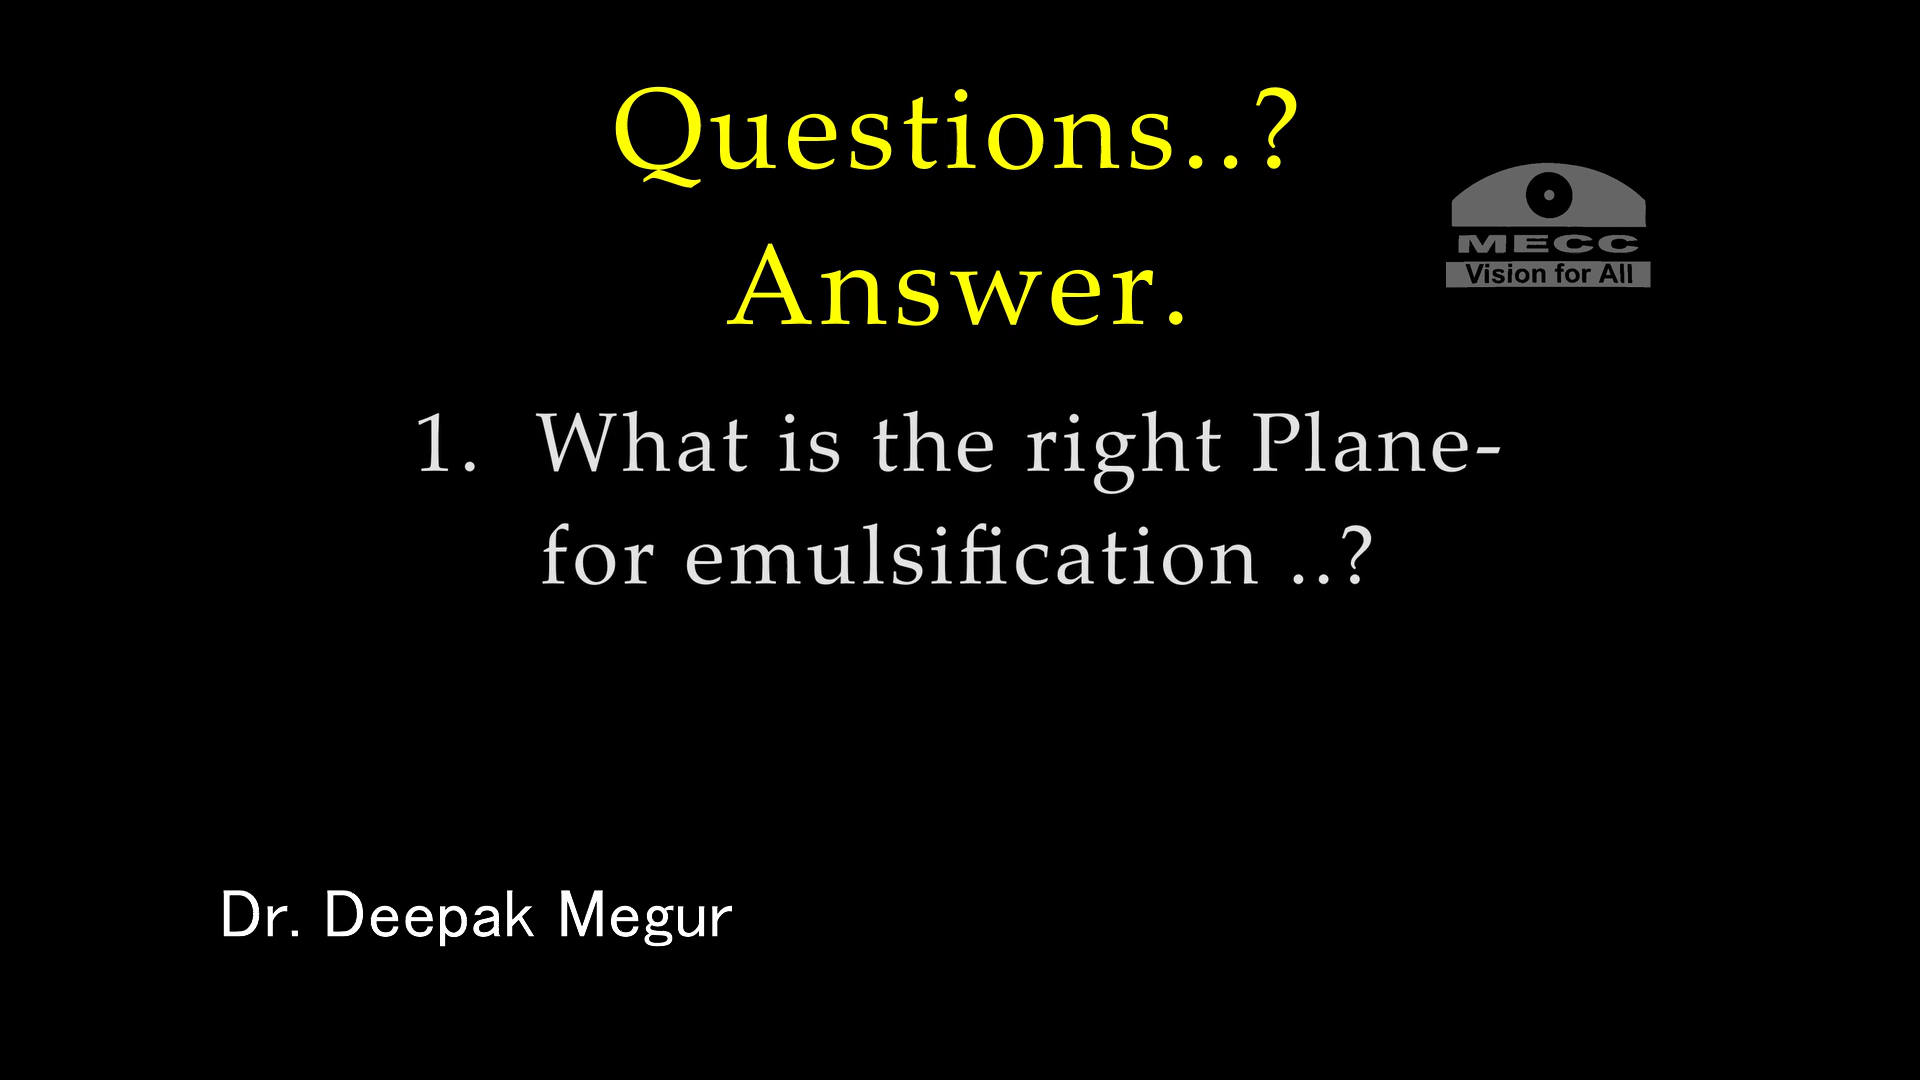 Questions..?
Answer.
MECC
Vision for All
1. What is the right Plane-
for emulsification ..?
Dr. Deepak Megur